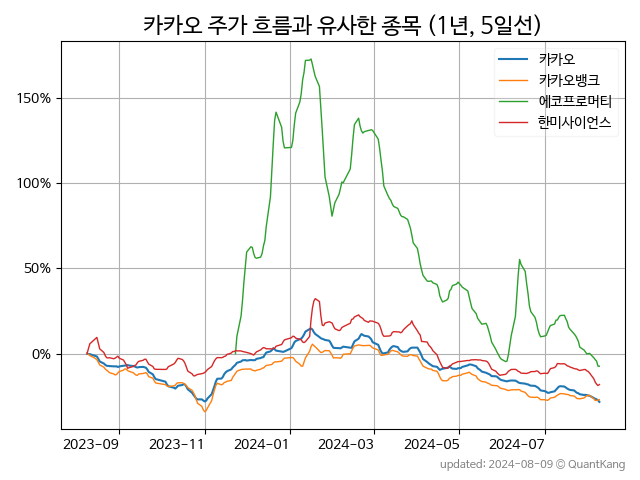 카카오 주가 흐름과 유사한 종목 (1년, 5일선)
카카오
카카오뱅크
에코프로머티
한미사이언스
150%
100%
50%
0%
2023-09 2023-11 2024-01 2024-03 2024-05 2024-07
updated: 2024-08-09 © QuantKang